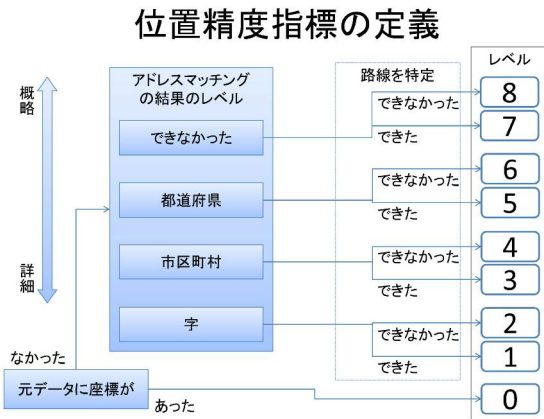 位置精度指標の定義
レベル
アドレスマッチング
の結果のレベル
路線を特定
概略
詳細
できなかった
できなかった
8
できた
7
都道府県
できなかった
6
できた
5
市区町村
できなかった
4
できた
3
字
できなかった
2
できた
1
なかった
元データに座標が
あった
0